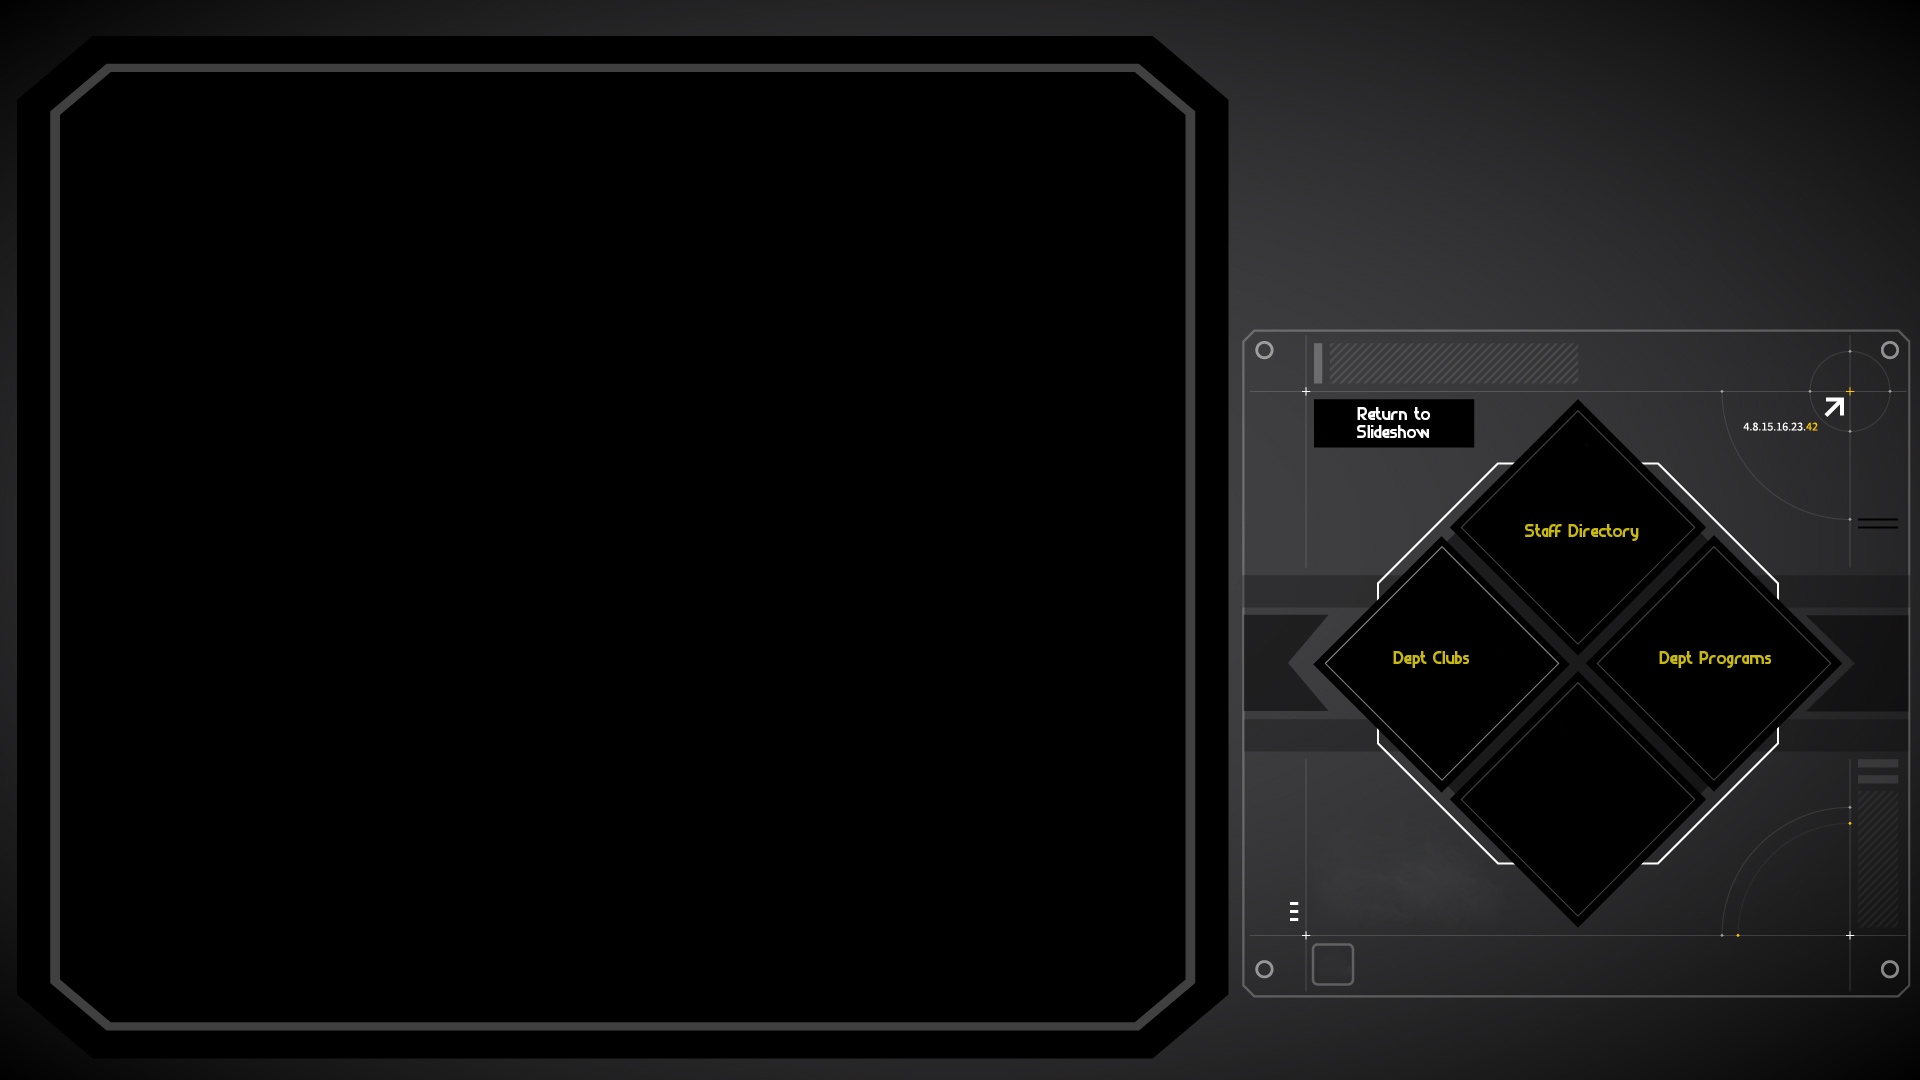 Return to
Slideshow
4.8.15.16.23.42
Staff Directory
Dept Clubs
Dept Programs